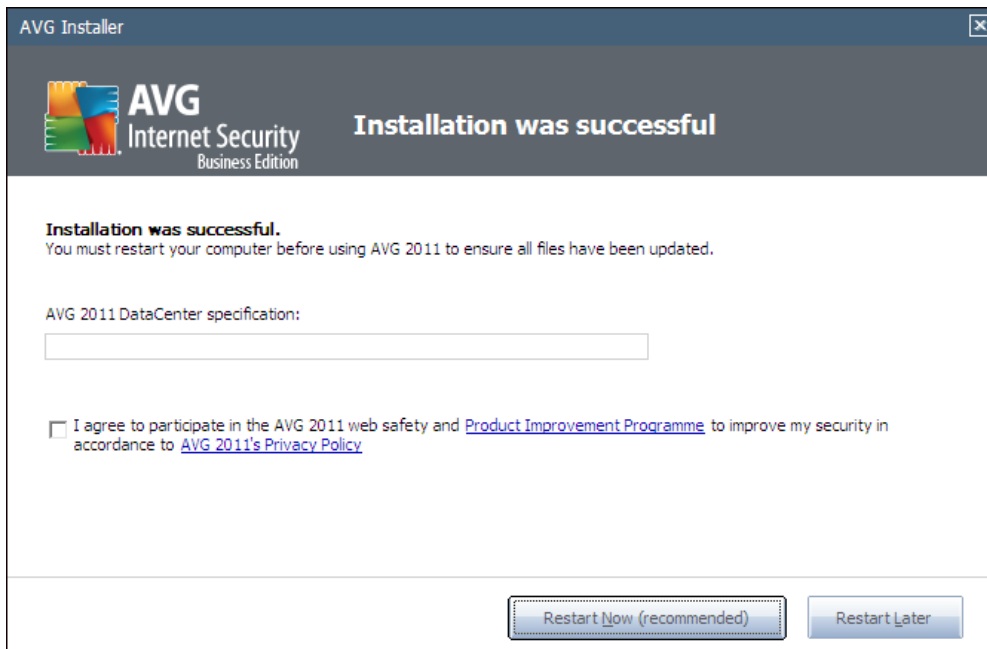 AVG Installer
AVG
Internet Security
Business Edition
Installation was successful
Installation was successful.
You must restart your computer before using AVG 2011 to ensure all files have been updated.
AVG 2011 DataCenter specification:
I agree to participate in the AVG 2011 web safety and Product Improvement Programme to improve my security in
accordance to AVG 2011's Privacy Policy
Restart Now (recommended)
Restart Later